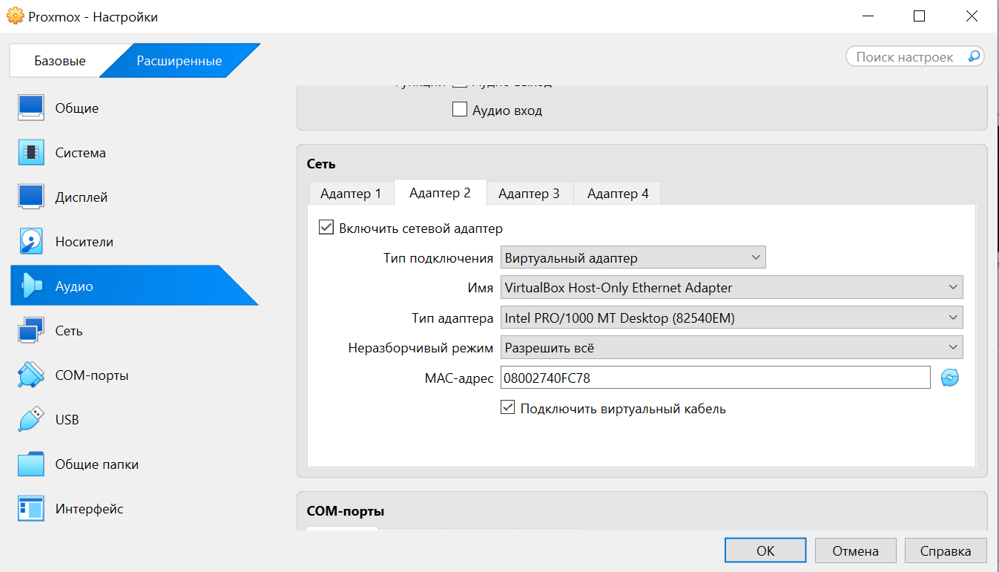 Proxmox - Настройки
Базовые
Расширенные
Поиск настроек
Общие
Система
Дисплей
Носители
Аудио
Сеть
COM-порты
USB
Общие папки
Интерфейс
Функции Аудио выход
Аудио вход
Сеть
Адаптер 1 Адаптер 2 Адаптер 3 Адаптер 4
Включить сетевой адаптер
Тип подключения Виртуальный адаптер
Имя VirtualBox Host-Only Ethernet Adapter
Тип адаптера Intel PRO/1000 MT Desktop (82540EM)
Неразборчивый режим Разрешить всё
MAC-адрес 08002740FC78
Подключить виртуальный кабель
COM-порты
OK Отмена Справка